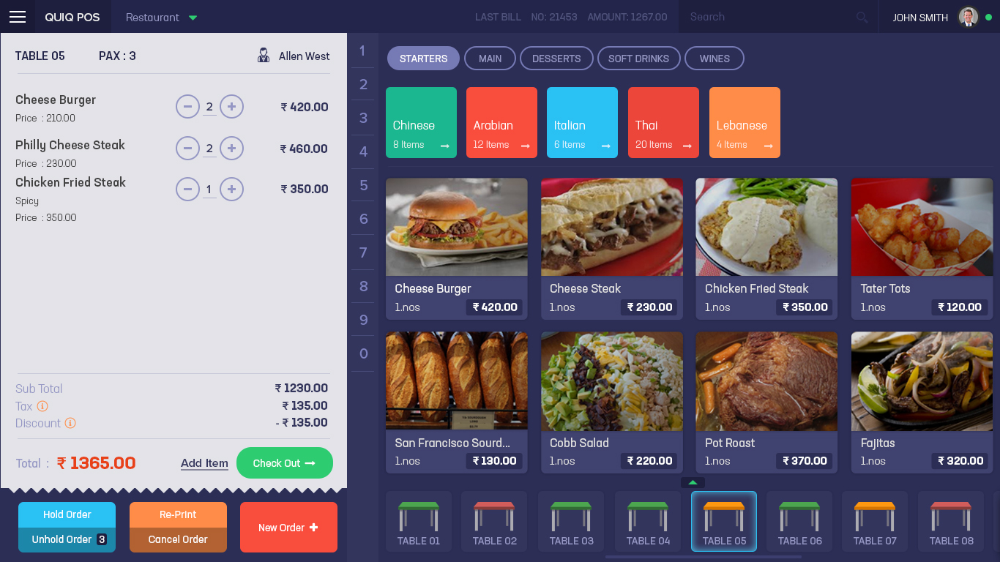 QUIQ POS
Restaurant
LAST BILL NO: 21453 AMOUNT: 1267.00
Search
JOHN SMITH
TABLE 05 PAX : 3 Allen West
Cheese Burger
Price : 210.00
2
₹ 420.00
Philly Cheese Steak
Price : 230.00
2
₹ 460.00
Chicken Fried Steak
Spicy
Price : 350.00
1
₹ 350.00
Sub Total ₹ 1230.00
Tax ₹ 135.00
Discount - ₹ 135.00
Total : ₹ 1365.00
Add Item
Check Out
Hold Order
Unhold Order 3
Re-Print
Cancel Order
New Order
1
2
3
4
5
6
7
8
9
0
STARTERS MAIN DESSERTS SOFT DRINKS WINES
Chinese
8 Items
Arabian
12 Items
Italian
6 Items
Thai
20 Items
Lebanese
4 Items
Cheese Burger
1.nos ₹ 420.00
Cheese Steak
1.nos ₹ 230.00
Chicken Fried Steak
1.nos ₹ 350.00
Tater Tots
1.nos ₹ 120.00
San Francisco Sourd...
1.nos ₹ 130.00
Cobb Salad
1.nos ₹ 220.00
Pot Roast
1.nos ₹ 370.00
Fajitas
1.nos ₹ 320.00
TABLE 01 TABLE 02 TABLE 03 TABLE 04 TABLE 05 TABLE 06 TABLE 07 TABLE 08